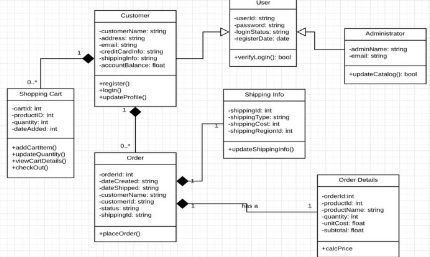 User
-userId: string
-password: string
-loginStatus: string
-registerDate: date
+verifyLogin(): bool
Customer
-customerName: string
-address: string
-email: string
-creditCardInfo: string
-shippingInfo: string
-accountBalance: float
+register()
+login()
+updateProfile()
Administrator
-adminName: string
-email: string
+updateCatalog(): bool
1
0..*
Shopping Cart
-cartId: int
-productID: int
-quantity: int
-dateAdded: int
+addCartItem()
+updateQuantity()
+viewCartDetails()
+checkOut()
1
0..*
Shipping Info
-shippingId: int
-shippingType: string
-shippingCost: int
-shippingRegionId: int
+updateShippingInfo()
1
1
Order
-orderId: int
-dateCreated: string
-dateShipped: string
-customerName: string
-customerId: string
-status: string
-shippingId: string
+placeOrder()
1
has a
1
Order Details
-orderId:int
-productId: int
-productName: string
-quantity: int
-unitCost: float
-subtotal: float
+calcPrice